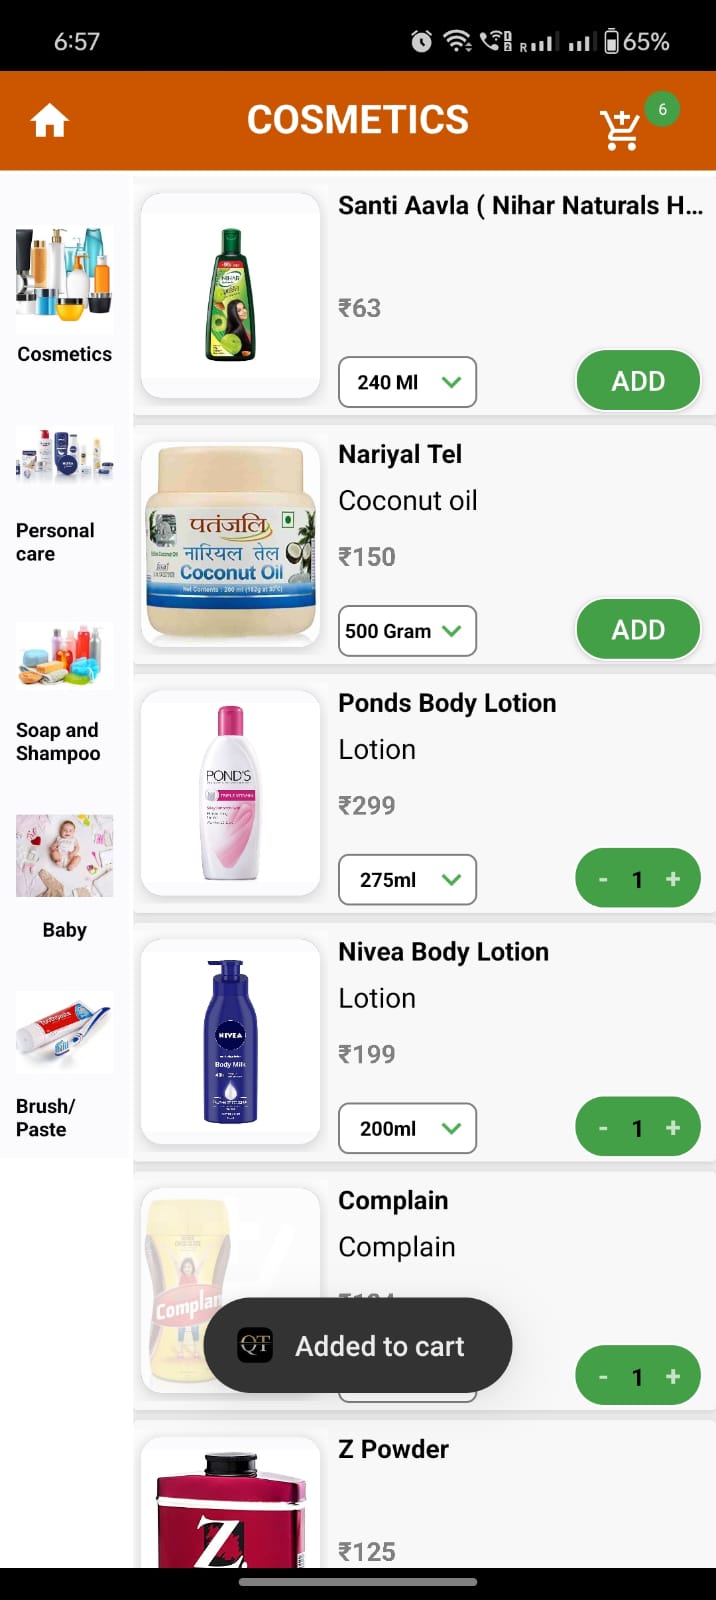 6:57
65%
COSMETICS
6
Cosmetics
Personal
care
Soap and
Shampoo
Baby
Brush/
Paste
Santi Aavla ( Nihar Naturals H...
₹63
240 Ml
ADD
NIHAR
Nariyal Tel
Coconut oil
₹150
500 Gram
ADD
पतंजलि
नारियल तेल
Coconut Oil
Ponds Body Lotion
Lotion
₹299
275ml
- 1 +
POND'S
Nivea Body Lotion
Lotion
₹199
200ml
- 1 +
NIVEA
Body Milk
Complain
Complain
- 1 +
Complan
QT
Added to cart
Z Powder
₹125
Z